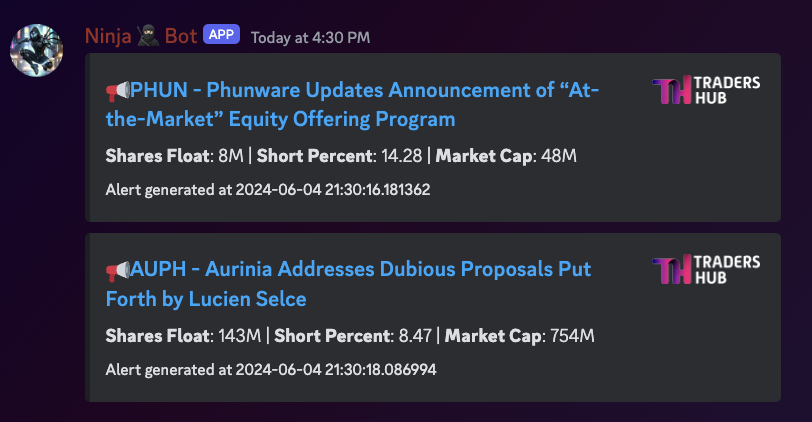 Ninja 🥷 Bot APP Today at 4:30 PM
📢PHUN - Phunware Updates Announcement of “At-
the-Market” Equity Offering Program
TRADERS
HUB
Shares Float: 8M | Short Percent: 14.28 | Market Cap: 48M
Alert generated at 2024-06-04 21:30:16.181362
📢AUPH - Aurinia Addresses Dubious Proposals Put
Forth by Lucien Selce
TRADERS
HUB
Shares Float: 143M | Short Percent: 8.47 | Market Cap: 754M
Alert generated at 2024-06-04 21:30:18.086994